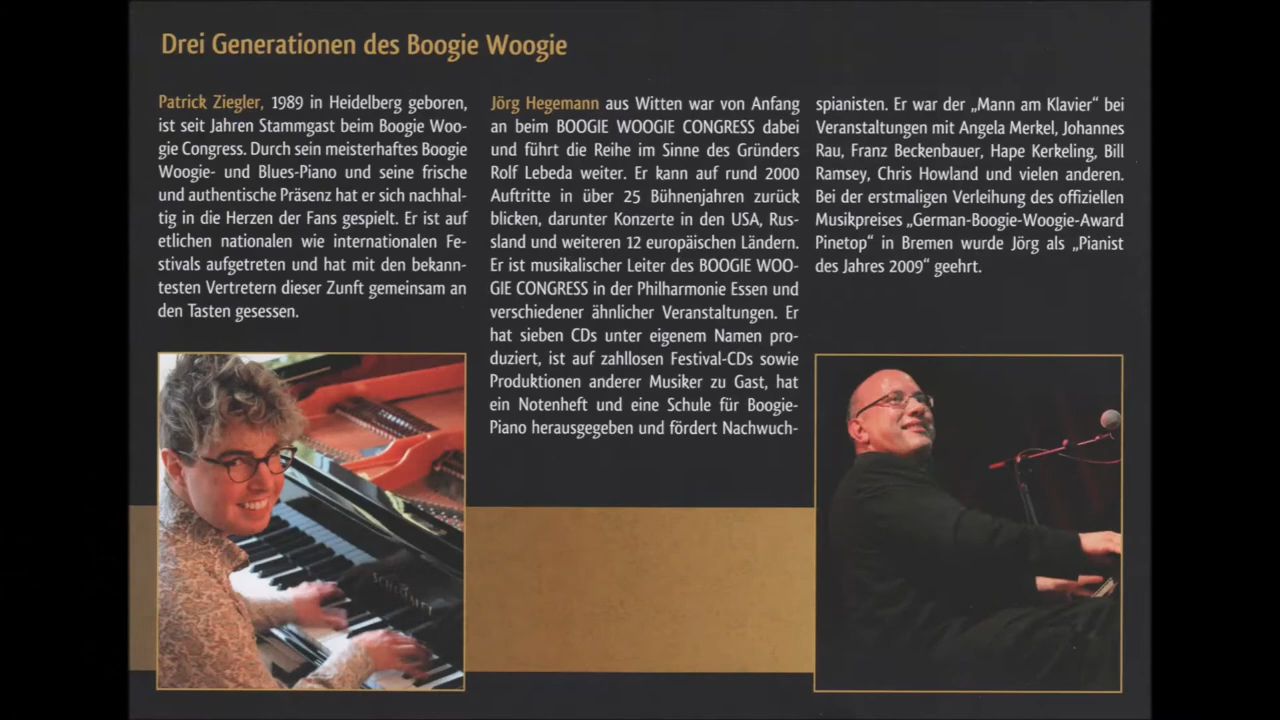 Drei Generationen des Boogie Woogie
Patrick Ziegler, 1989 in Heidelberg geboren,
ist seit Jahren Stammgast beim Boogie Woo-
gie Congress. Durch sein meisterhaftes Boogie
Woogie- und Blues-Piano und seine frische
und authentische Präsenz hat er sich nachhal-
tig in die Herzen der Fans gespielt. Er ist auf
etlichen nationalen wie internationalen Fe-
stivals aufgetreten und hat mit den bekann-
testen Vertretern dieser Zunft gemeinsam an
den Tasten gesessen.
Jörg Hegemann aus Witten war von Anfang
an beim BOOGIE WOOGIE CONGRESS dabei
und führt die Reihe im Sinne des Gründers
Rolf Lebeda weiter. Er kann auf rund 2000
Auftritte in über 25 Bühnenjahren zurück
blicken, darunter Konzerte in den USA, Rus-
sland und weiteren 12 europäischen Ländern.
Er ist musikalischer Leiter des BOOGIE WOO-
GIE CONGRESS in der Philharmonie Essen und
verschiedener ähnlicher Veranstaltungen. Er
hat sieben CDs unter eigenem Namen pro-
duziert, ist auf zahllosen Festival-CDs sowie
Produktionen anderer Musiker zu Gast, hat
ein Notenheft und eine Schule für Boogie-
Piano herausgegeben und fördert Nachwuch-
spianisten. Er war der „Mann am Klavier“ bei
Veranstaltungen mit Angela Merkel, Johannes
Rau, Franz Beckenbauer, Hape Kerkeling, Bill
Ramsey, Chris Howland und vielen anderen.
Bei der erstmaligen Verleihung des offiziellen
Musikpreises „German-Boogie-Woogie-Award
Pinetop“ in Bremen wurde Jörg als „Pianist
des Jahres 2009“ geehrt.
SCHIMMEL